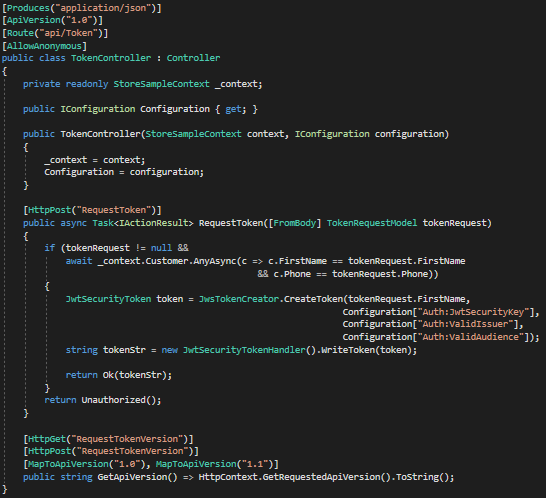 [Produces("application/json")]
[ApiVersion("1.0")]
[Route("api/Token")]
[AllowAnonymous]
public class TokenController : Controller
{
    private readonly StoreSampleContext _context;

    public IConfiguration Configuration { get; }

    public TokenController(StoreSampleContext context, IConfiguration configuration)
    {
        _context = context;
        Configuration = configuration;
    }

    [HttpPost("RequestToken")]
    public async Task<IActionResult> RequestToken([FromBody] TokenRequestModel tokenRequest)
    {
        if (tokenRequest != null &&
            await _context.Customer.AnyAsync(c => c.FirstName == tokenRequest.FirstName
                                               && c.Phone == tokenRequest.Phone))
        {
            JwtSecurityToken token = JwsTokenCreator.CreateToken(tokenRequest.FirstName,
                                                                 Configuration["Auth:JwtSecurityKey"],
                                                                 Configuration["Auth:ValidIssuer"],
                                                                 Configuration["Auth:ValidAudience"]);
            string tokenStr = new JwtSecurityTokenHandler().WriteToken(token);

            return Ok(tokenStr);
        }
        return Unauthorized();
    }

    [HttpGet("RequestTokenVersion")]
    [HttpPost("RequestTokenVersion")]
    [MapToApiVersion("1.0"), MapToApiVersion("1.1")]
    public string GetApiVersion() => HttpContext.GetRequestedApiVersion().ToString();
}